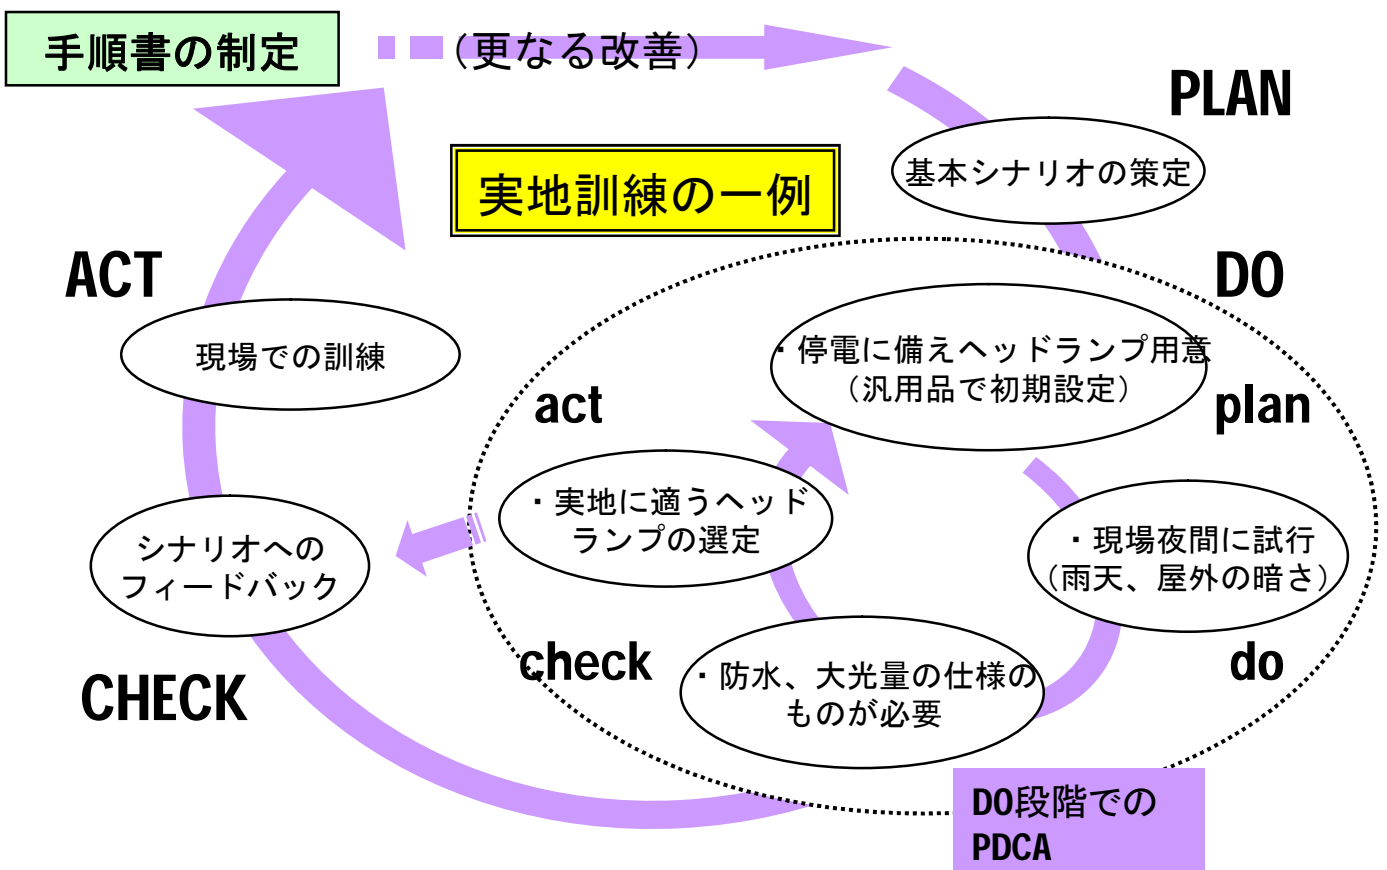 手順書の制定
(更なる改善)
PLAN
基本シナリオの策定
実地訓練の一例
ACT
DO
現場での訓練
・停電に備えヘッドランプ用意
(汎用品で初期設定)
act
plan
・実地に適うヘッド
ランプの選定
シナリオへの
フィードバック
・現場夜間に試行
(雨天、屋外の暗さ)
check
do
CHECK
・防水、大光量の仕様の
ものが必要
DO段階での
PDCA